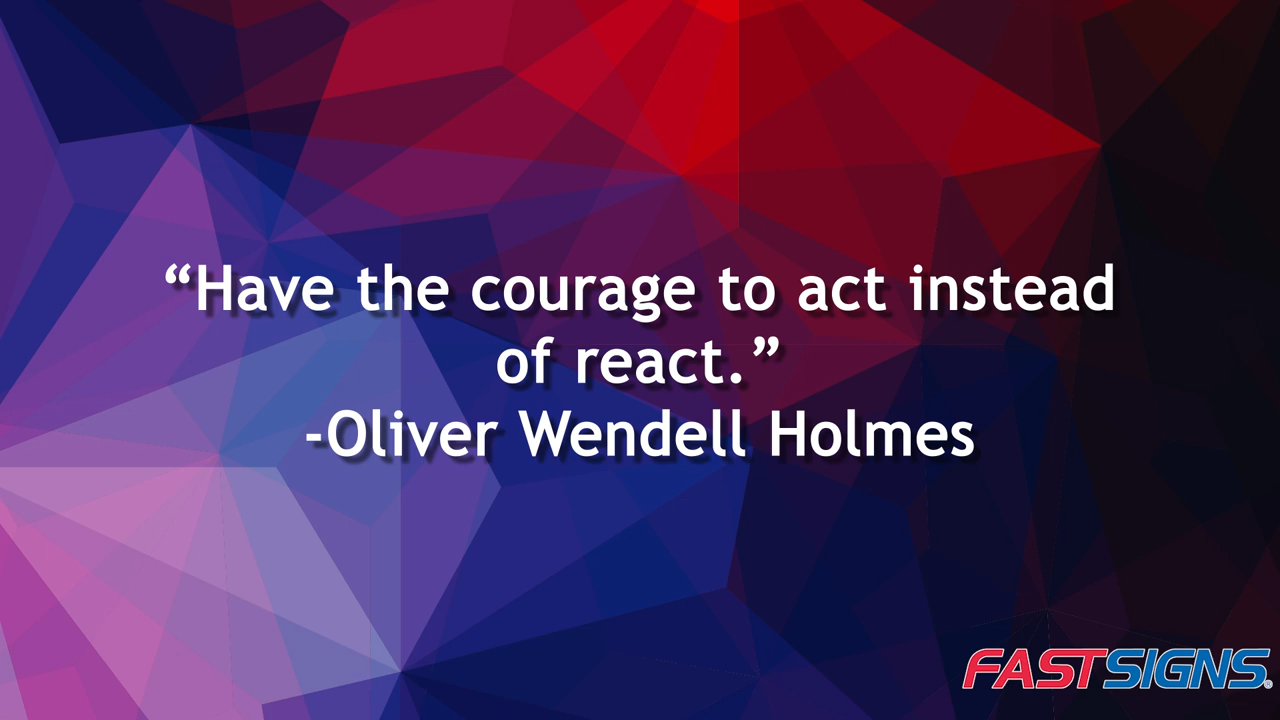 “Have the courage to act instead
of react.”
-Oliver Wendell Holmes
FASTSIGNS®